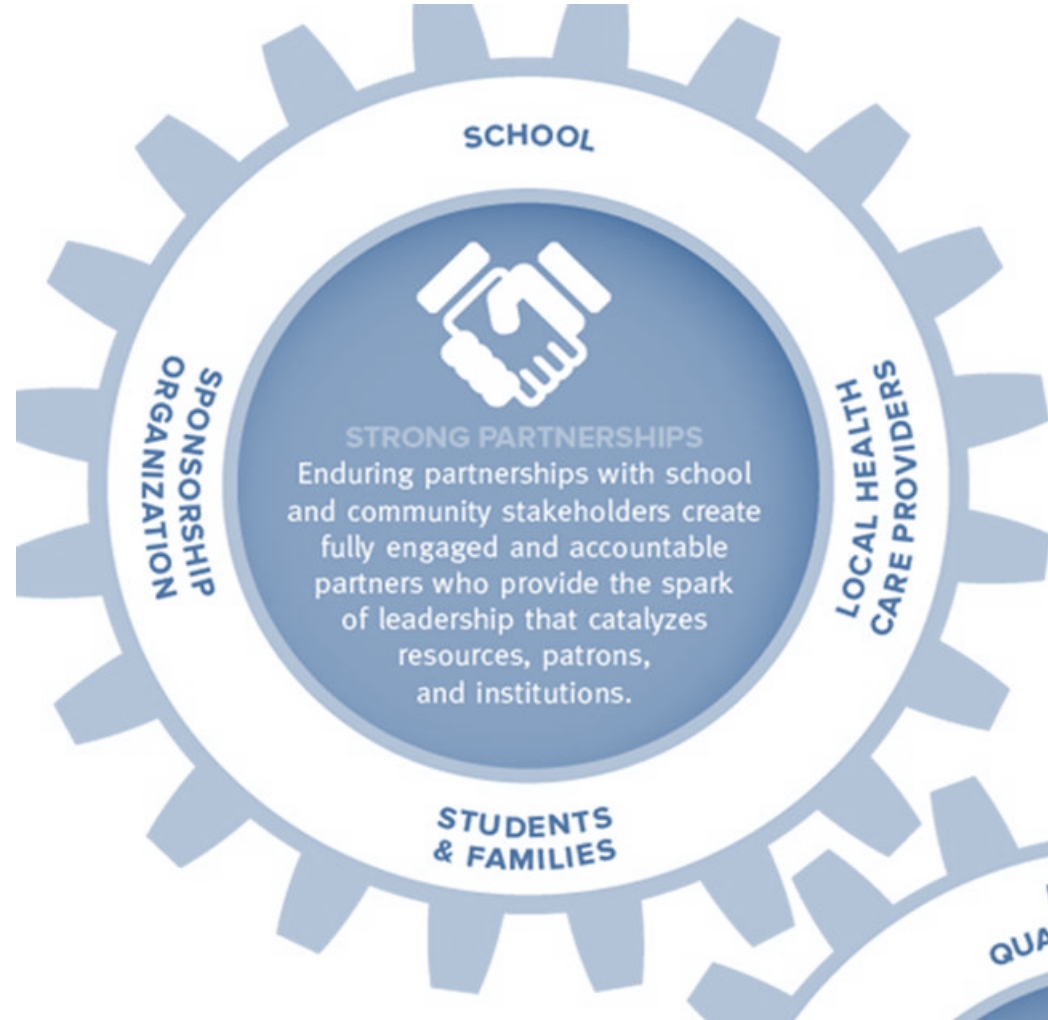 SCHOOL
SPONSORSHIP
ORGANIZATION
STRONG PARTNERSHIPS
Enduring partnerships with school
and community stakeholders create
fully engaged and accountable
partners who provide the spark
of leadership that catalyzes
resources, patrons,
and institutions.
LOCAL HEALTH
CARE PROVIDERS
STUDENTS
& FAMILIES